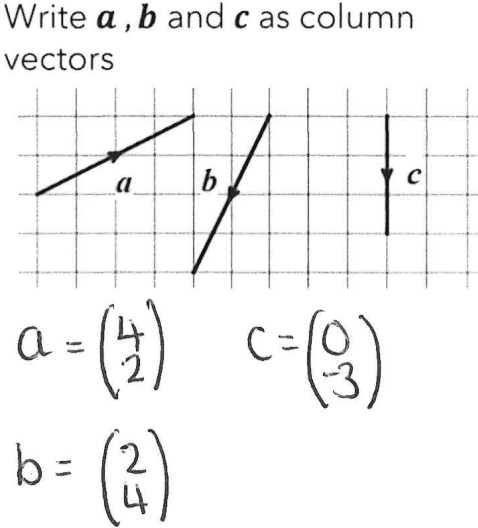 Write a , b and c as column
vectors
a
b
c
a = (4 2)
c = (0 -3)
b = (2 4)